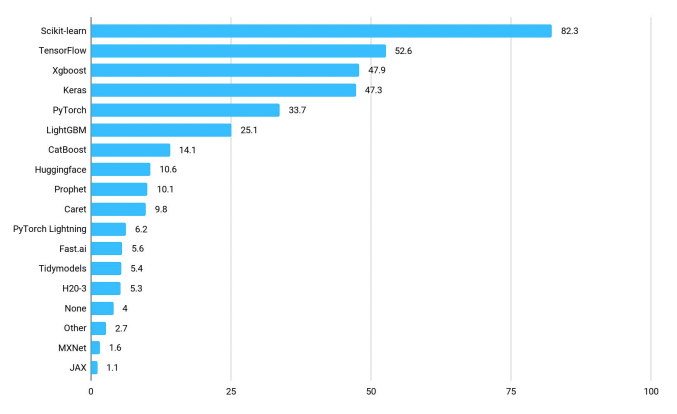 Scikit-learn 82.3
TensorFlow 52.6
Xgboost 47.9
Keras 47.3
PyTorch 33.7
LightGBM 25.1
CatBoost 14.1
Huggingface 10.6
Prophet 10.1
Caret 9.8
PyTorch Lightning 6.2
Fast.ai 5.6
Tidymodels 5.4
H20-3 5.3
None 4
Other 2.7
MXNet 1.6
JAX 1.1
0 25 50 75 100